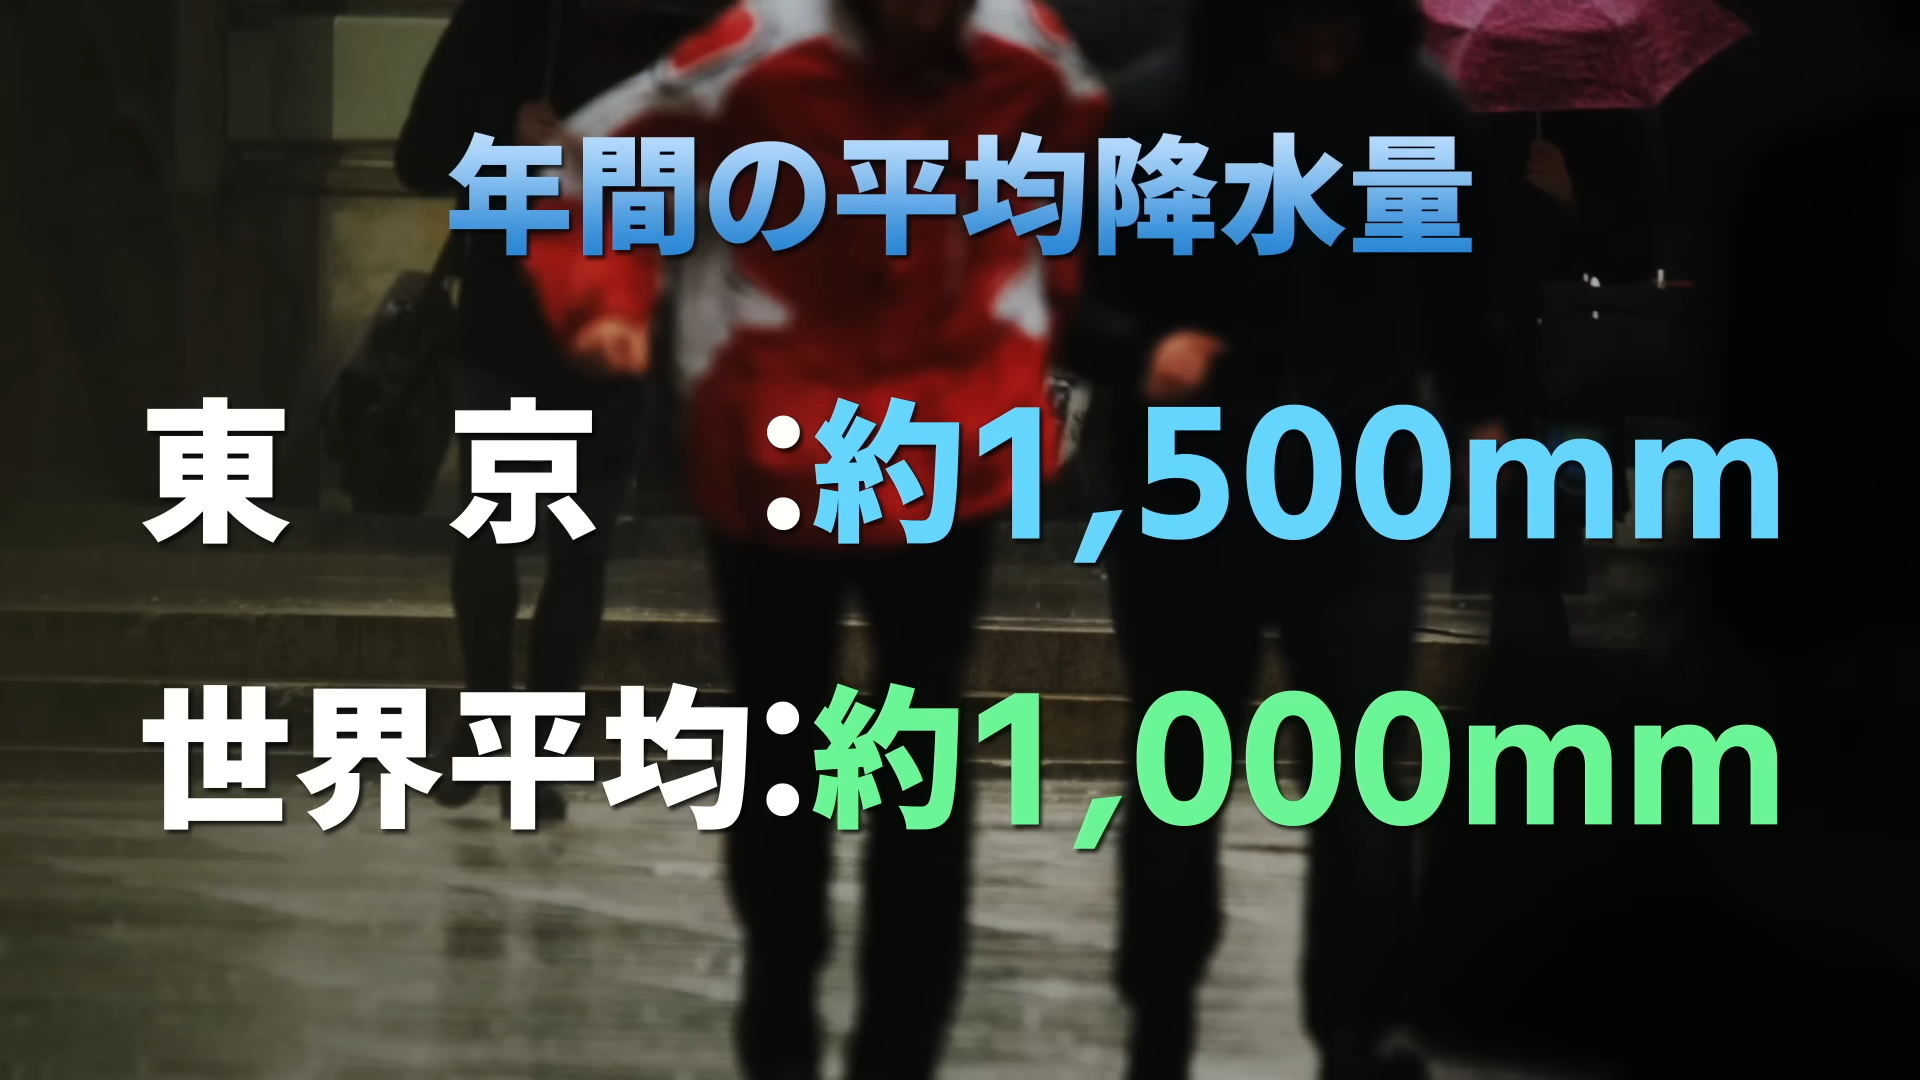 年間の平均降水量
東　京　:約1,500mm
世界平均:約1,000mm